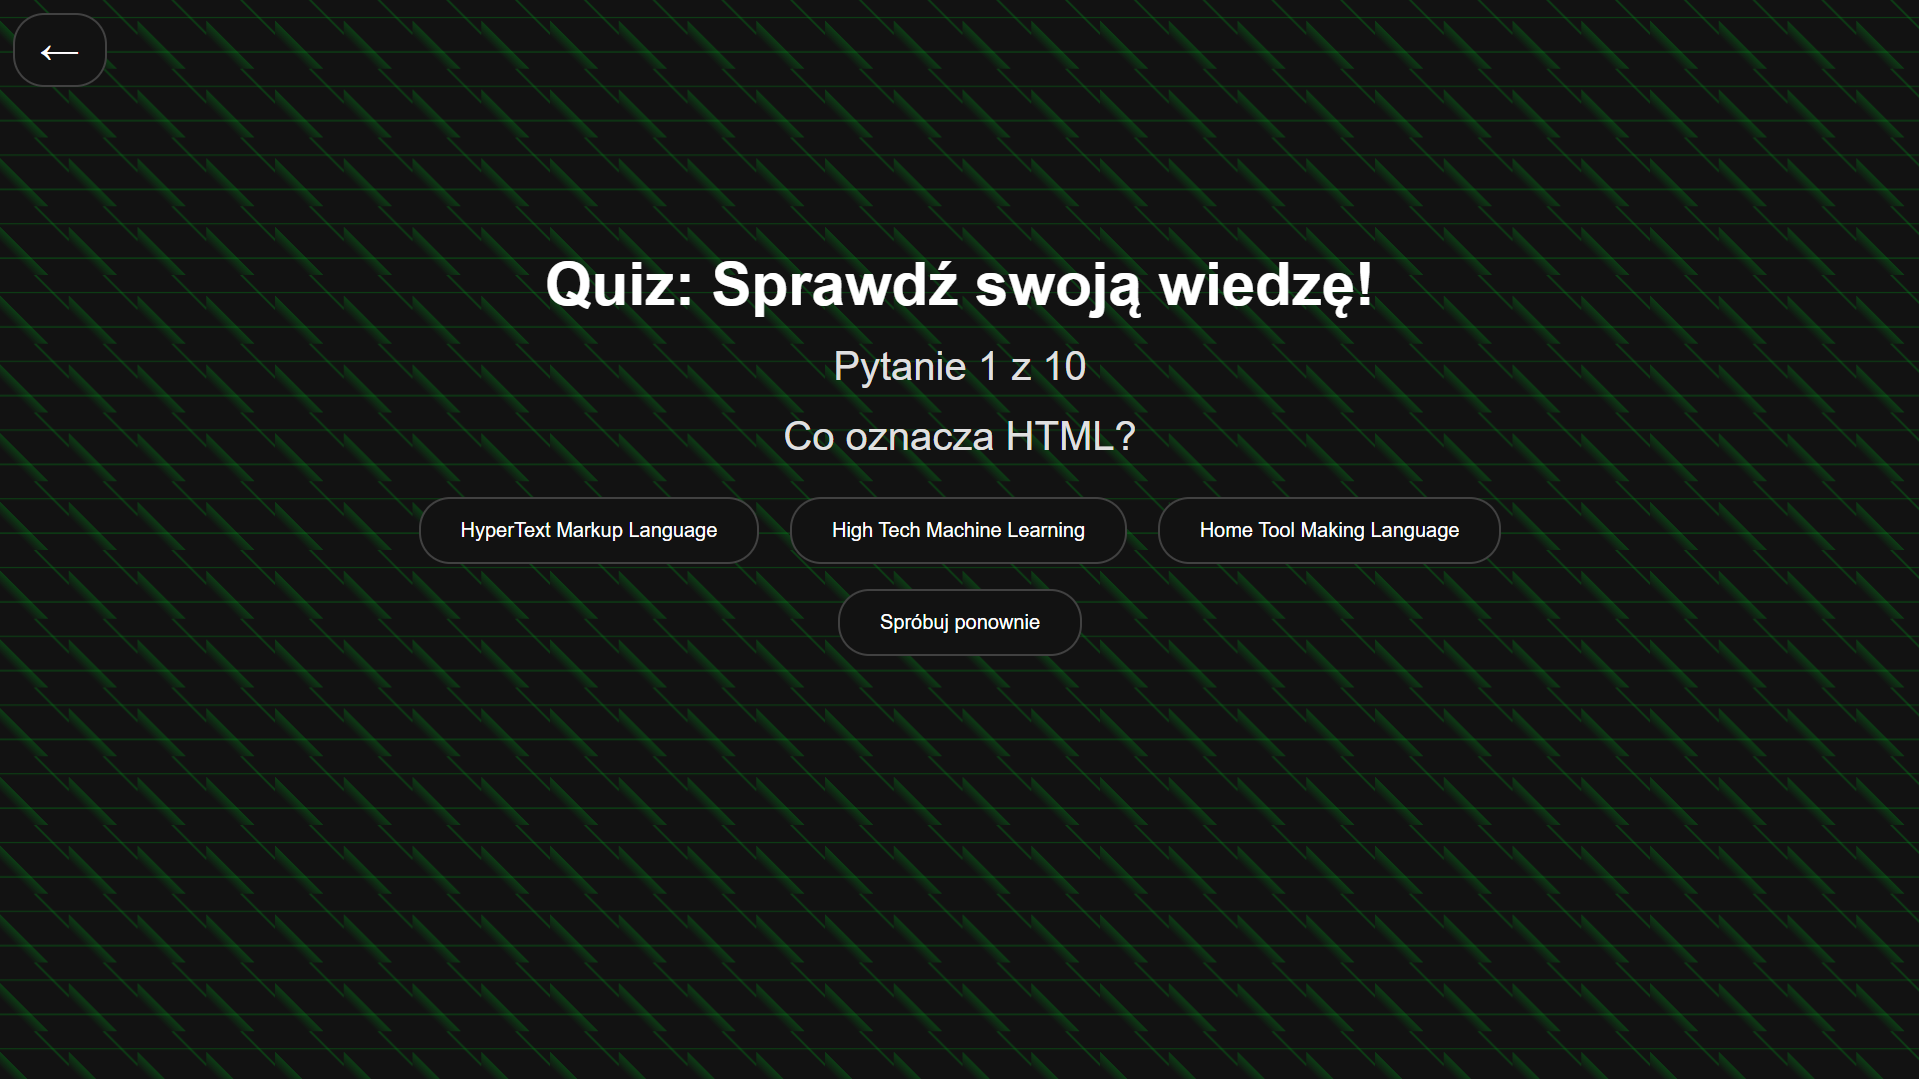 ←
Quiz: Sprawdź swoją wiedzę!
Pytanie 1 z 10
Co oznacza HTML?
HyperText Markup Language
High Tech Machine Learning
Home Tool Making Language
Spróbuj ponownie